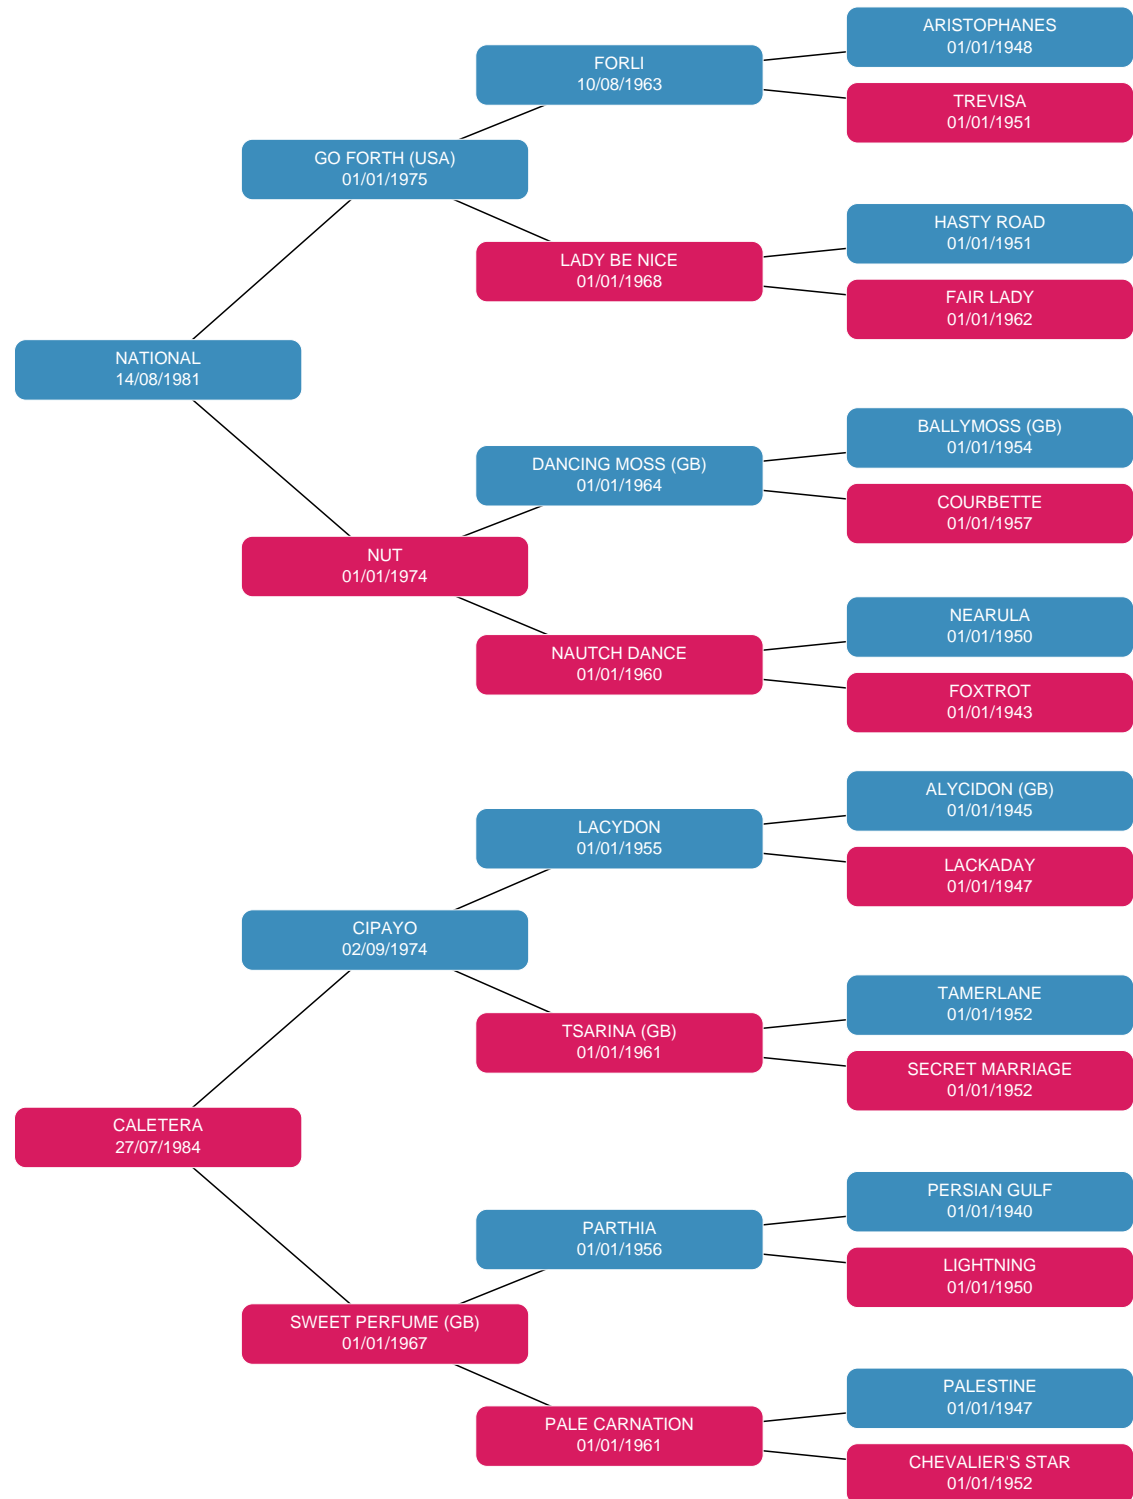 ARISTOPHANES
01/01/1948
FORLI
10/08/1963
TREVISA
01/01/1951
GO FORTH (USA)
01/01/1975
HASTY ROAD
01/01/1951
LADY BE NICE
01/01/1968
FAIR LADY
01/01/1962
NATIONAL
14/08/1981
BALLYMOSS (GB)
01/01/1954
DANCING MOSS (GB)
01/01/1964
COURBETTE
01/01/1957
NUT
01/01/1974
NEARULA
01/01/1950
NAUTCH DANCE
01/01/1960
FOXTROT
01/01/1943
ALYCIDON (GB)
01/01/1945
LACYDON
01/01/1955
LACKADAY
01/01/1947
CIPAYO
02/09/1974
TAMERLANE
01/01/1952
TSARINA (GB)
01/01/1961
SECRET MARRIAGE
01/01/1952
CALETERA
27/07/1984
PERSIAN GULF
01/01/1940
PARTHIA
01/01/1956
LIGHTNING
01/01/1950
SWEET PERFUME (GB)
01/01/1967
PALESTINE
01/01/1947
PALE CARNATION
01/01/1961
CHEVALIER'S STAR
01/01/1952